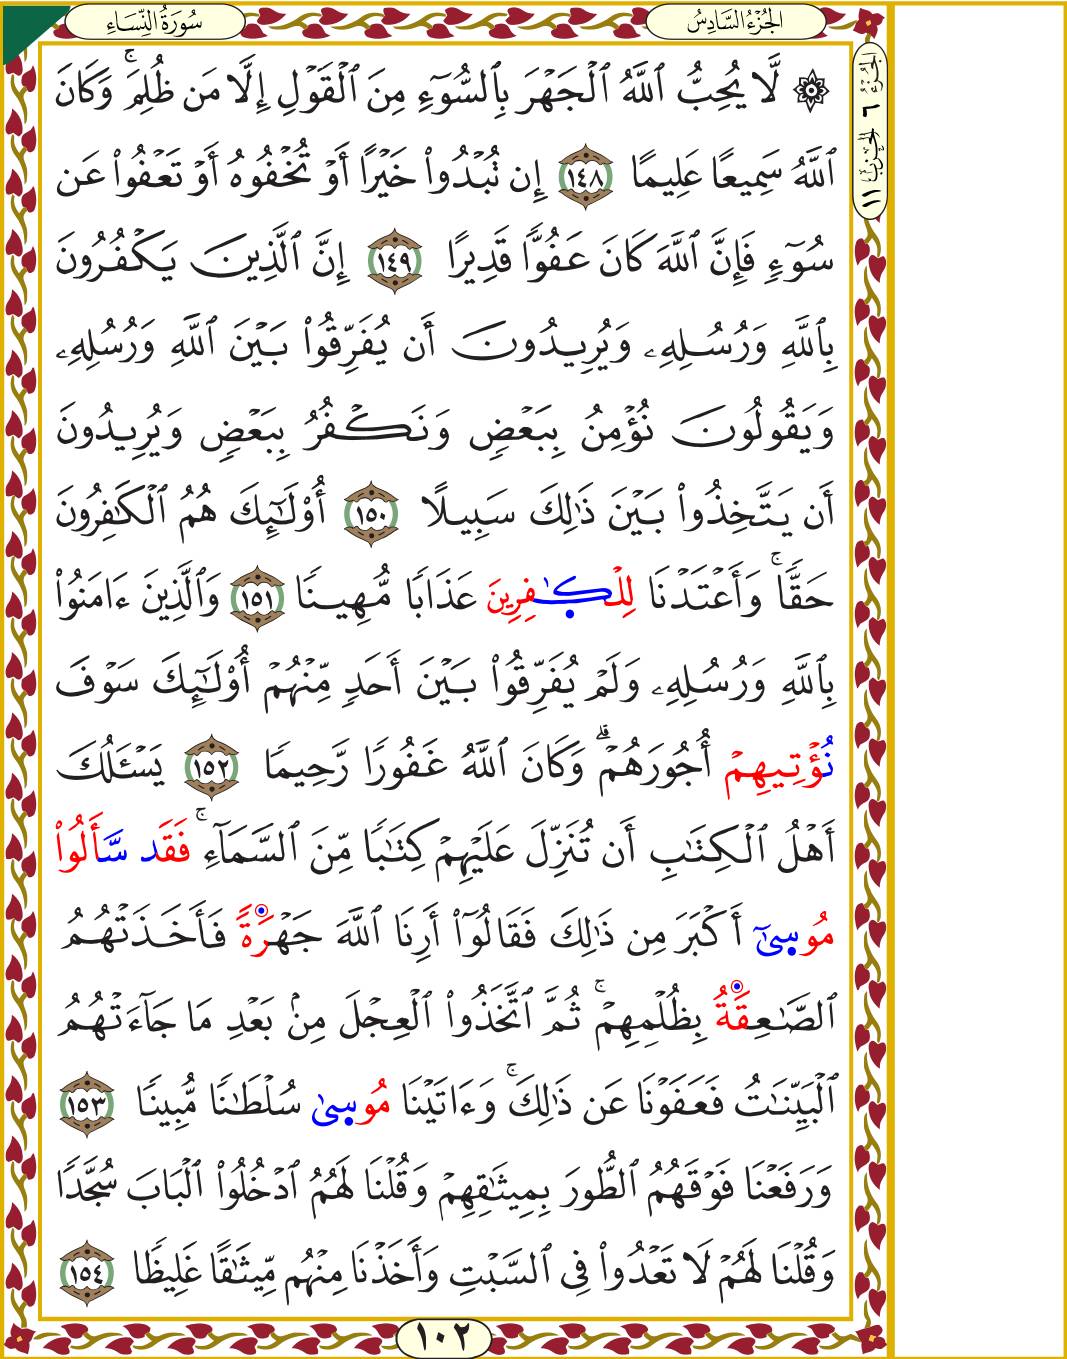 سُورَةُ النِّسَاءِ
الجُزْءُ السَّادِسُ
الجزء ٦ الحزب ١١
۞ لَّا يُحِبُّ ٱللَّهُ ٱلۡجَهۡرَ بِٱلسُّوٓءِ مِنَ ٱلۡقَوۡلِ إِلَّا مَن ظُلِمَۚ وَكَانَ
ٱللَّهُ سَمِيعًا عَلِيمًا ١٤٨ إِن تُبۡدُواْ خَيۡرًا أَوۡ تُخۡفُوهُ أَوۡ تَعۡفُواْ عَن
سُوٓءٖ فَإِنَّ ٱللَّهَ كَانَ عَفُوّٗا قَدِيرًا ١٤٩ إِنَّ ٱلَّذِينَ يَكۡفُرُونَ
بِٱللَّهِ وَرُسُلِهِۦ وَيُرِيدُونَ أَن يُفَرِّقُواْ بَيۡنَ ٱللَّهِ وَرُسُلِهِۦ
وَيَقُولُونَ نُؤۡمِنُ بِبَعۡضٖ وَنَكۡفُرُ بِبَعۡضٖ وَيُرِيدُونَ
أَن يَتَّخِذُواْ بَيۡنَ ذَٰلِكَ سَبِيلًا ١٥٠ أُوْلَٰٓئِكَ هُمُ ٱلۡكَٰفِرُونَ
حَقّٗاۚ وَأَعۡتَدۡنَا لِلۡكَٰفِرِينَ عَذَابٗا مُّهِينٗا ١٥١ وَٱلَّذِينَ ءَامَنُواْ
بِٱللَّهِ وَرُسُلِهِۦ وَلَمۡ يُفَرِّقُواْ بَيۡنَ أَحَدٖ مِّنۡهُمۡ أُوْلَٰٓئِكَ سَوۡفَ
نُؤۡتِيهِمۡ أُجُورَهُمۡۗ وَكَانَ ٱللَّهُ غَفُورٗا رَّحِيمٗا ١٥٢ يَسۡـَٔلُكَ
أَهۡلُ ٱلۡكِتَٰبِ أَن تُنَزِّلَ عَلَيۡهِمۡ كِتَٰبٗا مِّنَ ٱلسَّمَآءِۚ فَقَد سَّأَلُواْ
مُوسَىٰٓ أَكۡبَرَ مِن ذَٰلِكَ فَقَالُوٓاْ أَرِنَا ٱللَّهَ جَهۡرَةٗ فَأَخَذَتۡهُمُ
ٱلصَّٰعِقَةُ بِظُلۡمِهِمۡۚ ثُمَّ ٱتَّخَذُواْ ٱلۡعِجۡلَ مِنۢ بَعۡدِ مَا جَآءَتۡهُمُ
ٱلۡبَيِّنَٰتُ فَعَفَوۡنَا عَن ذَٰلِكَۚ وَءَاتَيۡنَا مُوسَىٰ سُلۡطَٰنٗا مُّبِينٗا ١٥٣
وَرَفَعۡنَا فَوۡقَهُمُ ٱلطُّورَ بِمِيثَٰقِهِمۡ وَقُلۡنَا لَهُمُ ٱدۡخُلُواْ ٱلۡبَابَ سُجَّدٗا
وَقُلۡنَا لَهُمۡ لَا تَعۡدُواْ فِي ٱلسَّبۡتِ وَأَخَذۡنَا مِنۡهُم مِّيثَٰقًا غَلِيظٗا ١٥٤
١٠٢